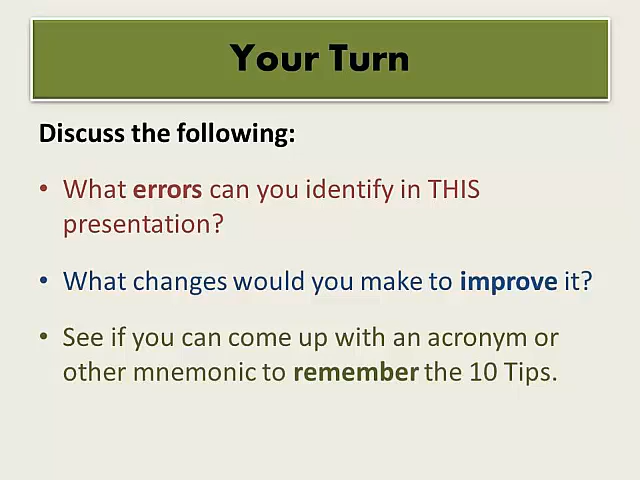 Your Turn
Discuss the following:
• What errors can you identify in THIS
presentation?
• What changes would you make to improve it?
• See if you can come up with an acronym or
other mnemonic to remember the 10 Tips.